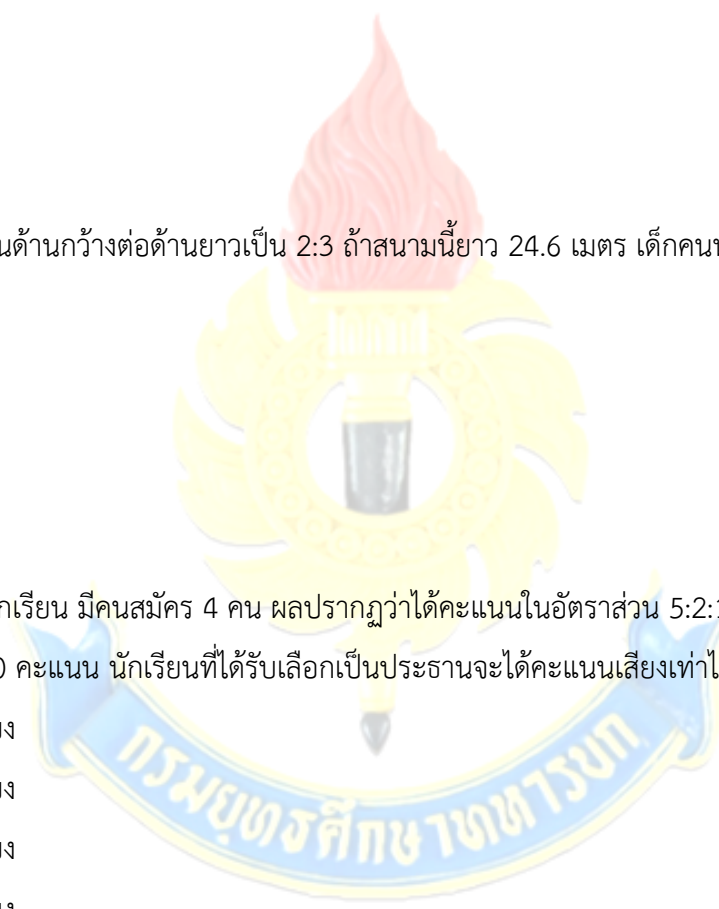 นด้านกว้างต่อด้านยาวเป็น 2:3 ถ้าสนามนี้ยาว 24.6 เมตร เด็กคน
กเรียน มีคนสมัคร 4 คน ผลปรากฏว่าได้คะแนนในอัตราส่วน 5:2:
0 คะแนน นักเรียนที่ได้รับเลือกเป็นประธานจะได้คะแนนเสียงเท่า
ยง
ยง
ยง
กรมยุทธศึกษาทหารบก